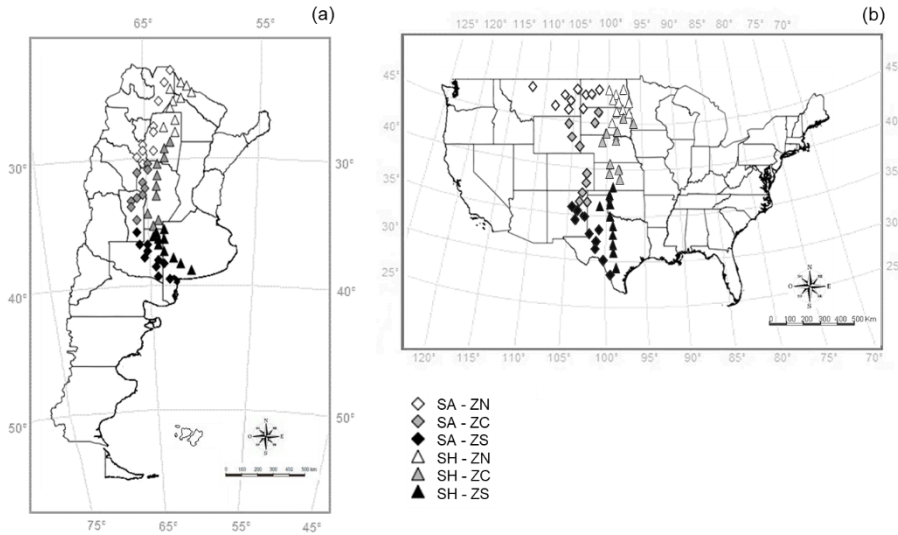 (a)
65° 55°
30° 30°
40° 40°
50° 50°
75° 65° 55° 45°
N
O E
S
0 100 200 300 400 500 km
(b)
125° 120° 115° 110° 105° 100° 95° 90° 85° 80° 75° 70°
45° 45°
40° 40°
35° 35°
30° 30°
25° 25°
N
O E
S
0 100 200 300 400 500 Km
120° 115° 110° 105° 100° 95° 90° 85° 80° 75° 70°
SA - ZN
SA - ZC
SA - ZS
SH - ZN
SH - ZC
SH - ZS